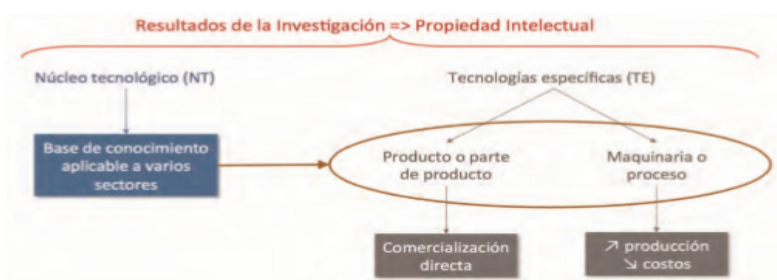 Resultados de la Investigación => Propiedad Intelectual
Núcleo tecnológico (NT)
Tecnologías específicas (TE)
Base de conocimiento
aplicable a varios
sectores
Producto o parte
de producto
Maquinaria o
proceso
Comercialización
directa
↗ producción
↘ costos